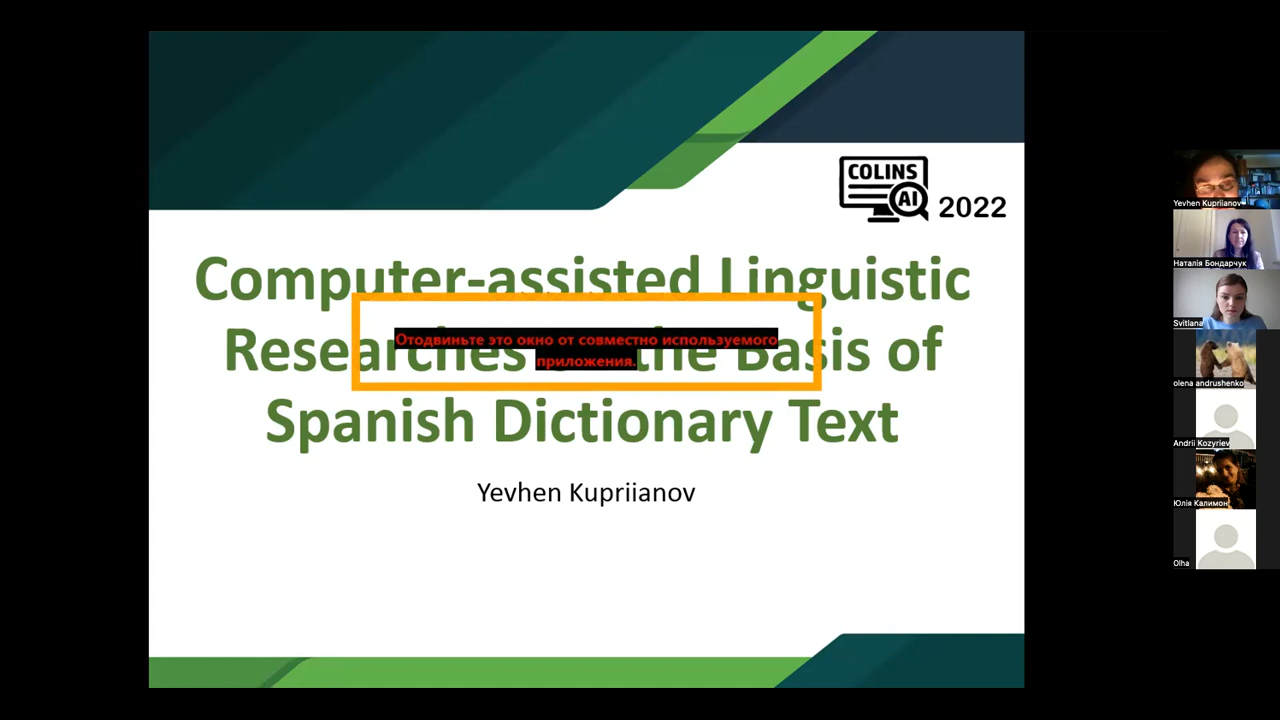 COLINS
AI
2022
Computer-assisted Linguistic
Researches the Basis of
Spanish Dictionary Text
Отодвиньте это окно от совместно используемого
приложения.
Yevhen Kupriianov
Yevhen Kupriianov
Наталія Бондарчук
Svitlana
olena andrushenko
Andrii Kozyriev
Юлія Калимон
Olha